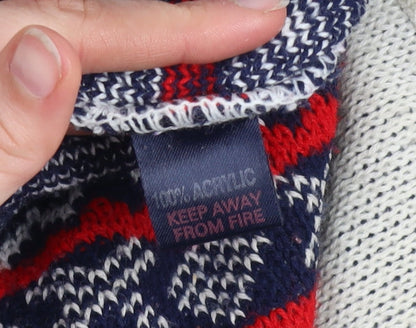 100% ACRYLIC
KEEP AWAY
FROM FIRE